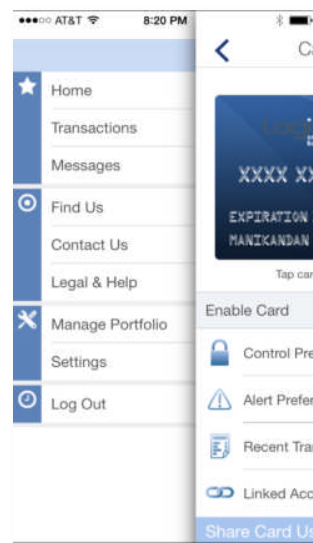 AT&T 8:20 PM
Ca
Home
Transactions
Messages
Find Us
Contact Us
Legal & Help
Manage Portfolio
Settings
Log Out
XXXX XX
EXPIRATION
MANIKANDAN
Tap car
Enable Card
Control Pre
Alert Prefer
Recent Tra
Linked Acc
Share Card Us